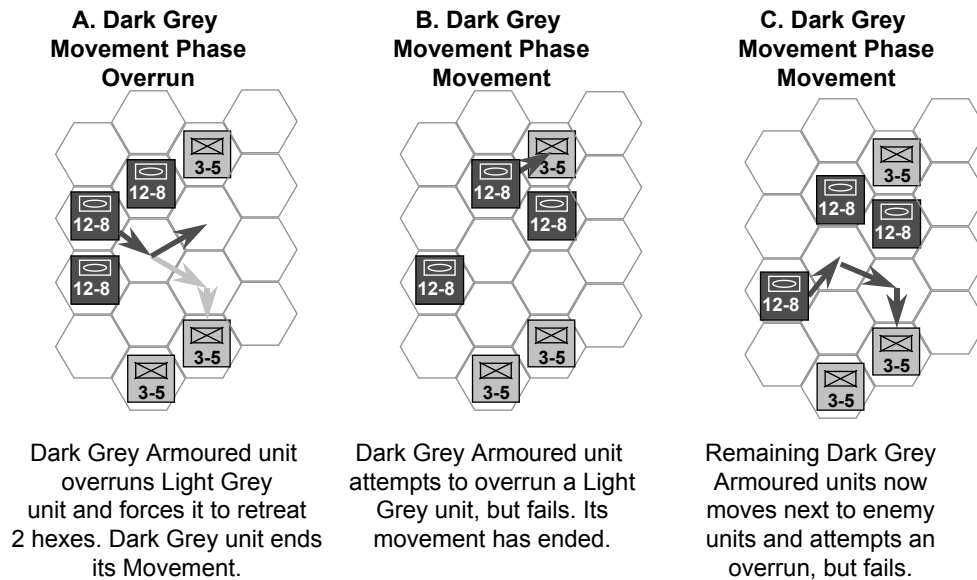 A. Dark Grey
Movement Phase
Overrun
3-5
12-8
12-8
12-8
3-5
3-5
Dark Grey Armoured unit
overruns Light Grey
unit and forces it to retreat
2 hexes. Dark Grey unit ends
its Movement.
B. Dark Grey
Movement Phase
Movement
3-5
12-8
12-8
12-8
3-5
3-5
Dark Grey Armoured unit
attempts to overrun a Light
Grey unit, but fails. Its
movement has ended.
C. Dark Grey
Movement Phase
Movement
3-5
12-8
12-8
12-8
3-5
3-5
Remaining Dark Grey
Armoured units now
moves next to enemy
units and attempts an
overrun, but fails.